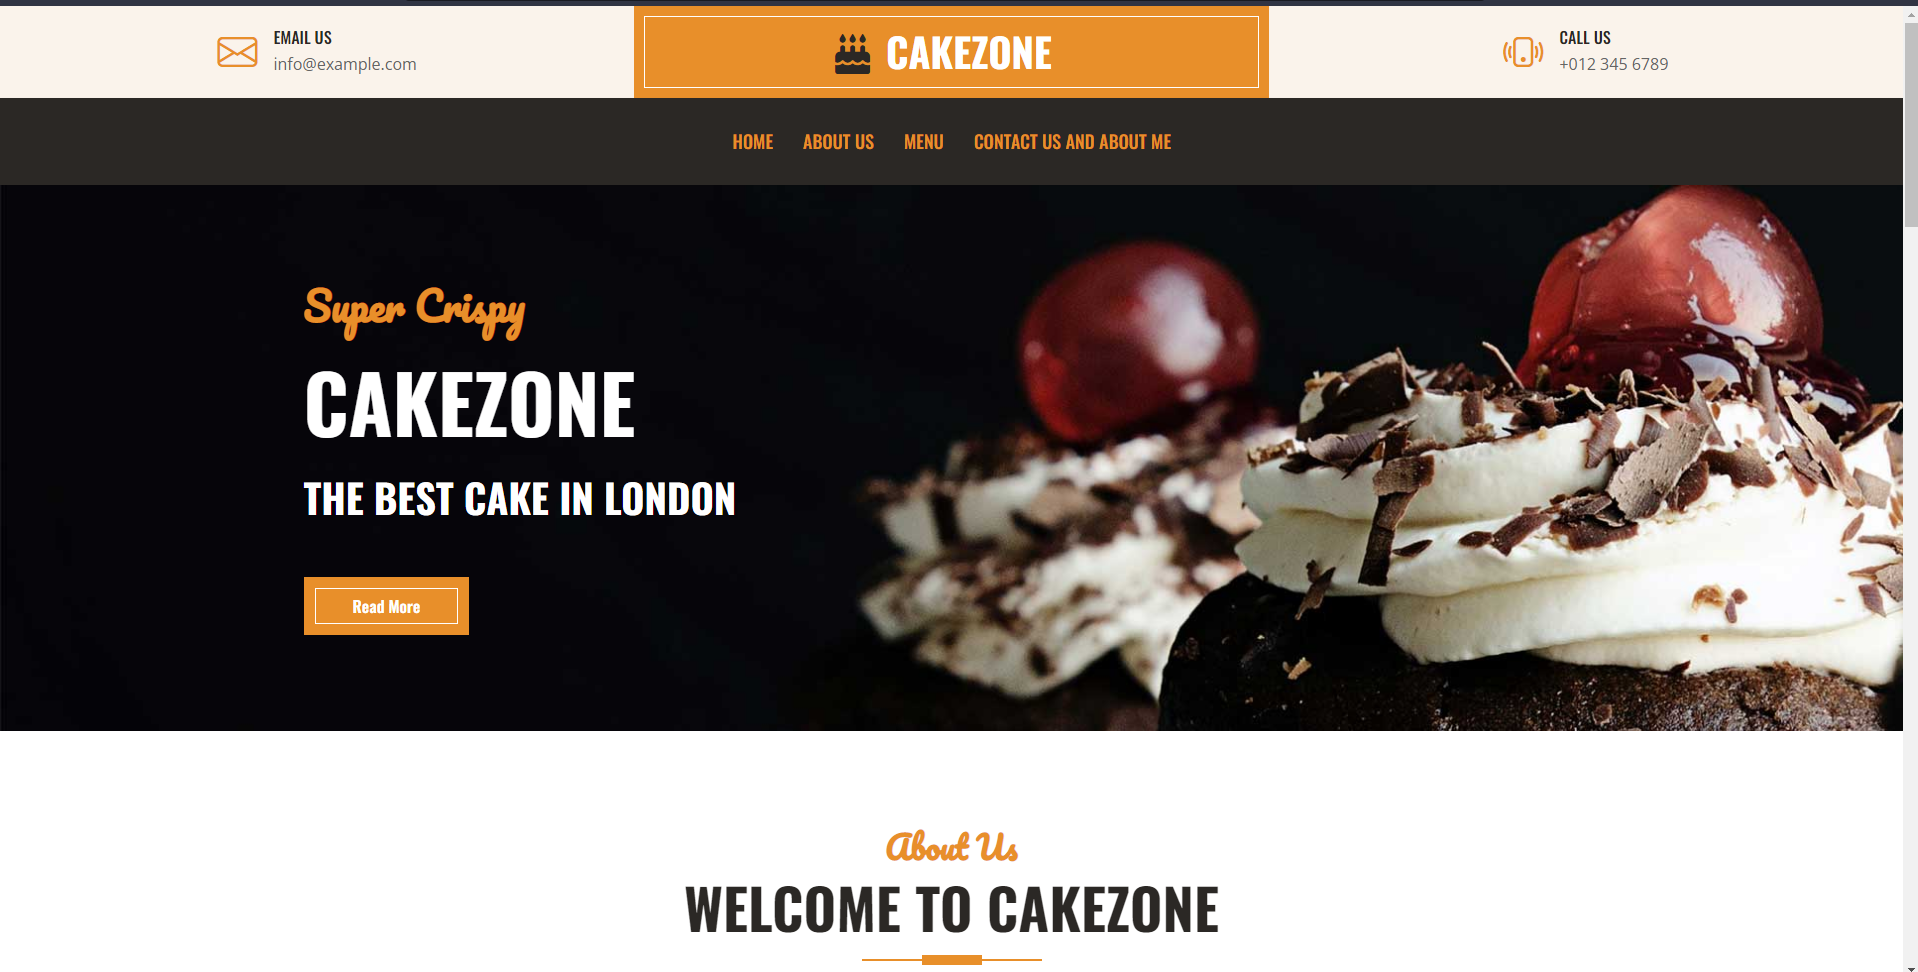 EMAIL US
info@example.com
CAKEZONE
CALL US
+012 345 6789
HOME ABOUT US MENU CONTACT US AND ABOUT ME
Super Crispy
CAKEZONE
THE BEST CAKE IN LONDON
Read More
About Us
WELCOME TO CAKEZONE